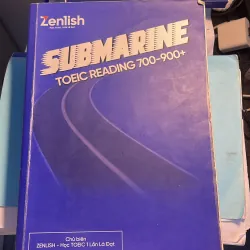 Zenlish
SUBMARINE
TOEIC READING 700-900+
Chủ biên
ZENLISH - Học TOEIC 1 Lần Là Đạt